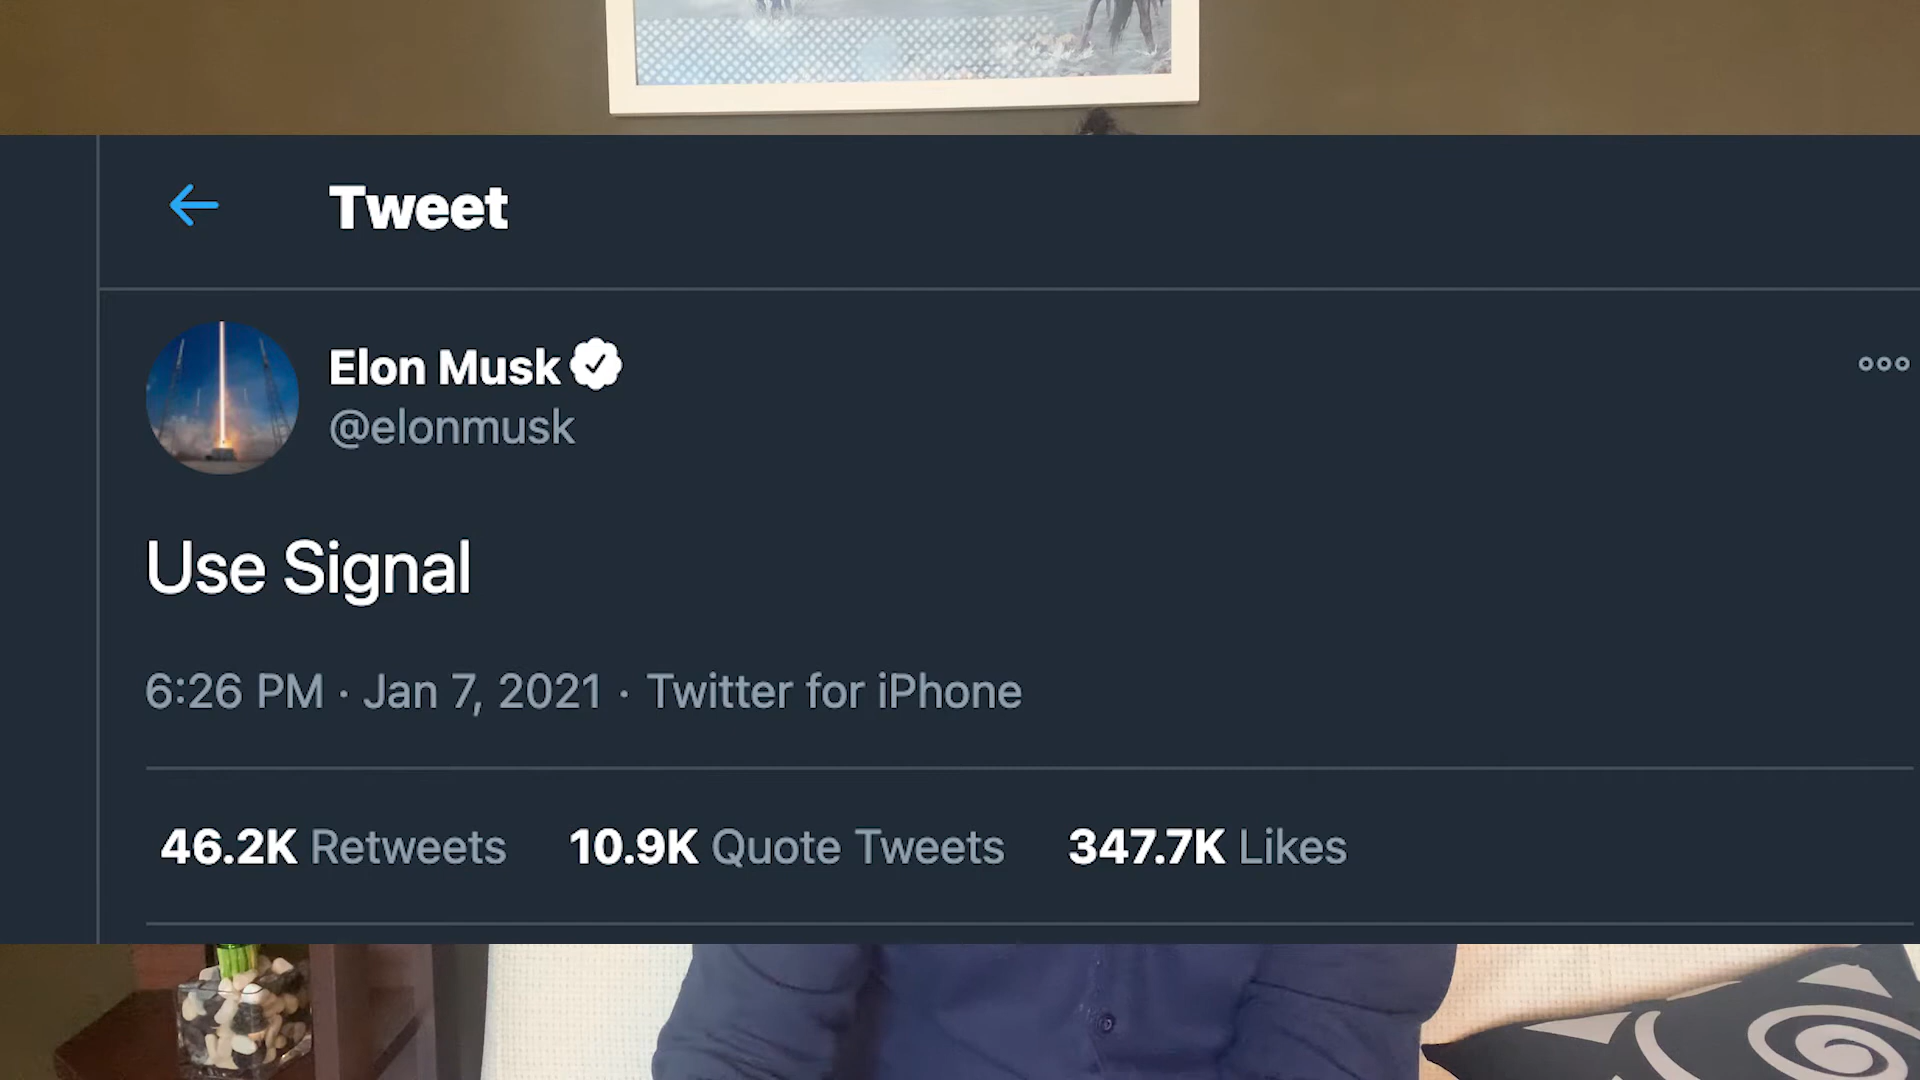 Tweet
Elon Musk
@elonmusk
Use Signal
6:26 PM · Jan 7, 2021 · Twitter for iPhone
46.2K Retweets 10.9K Quote Tweets 347.7K Likes